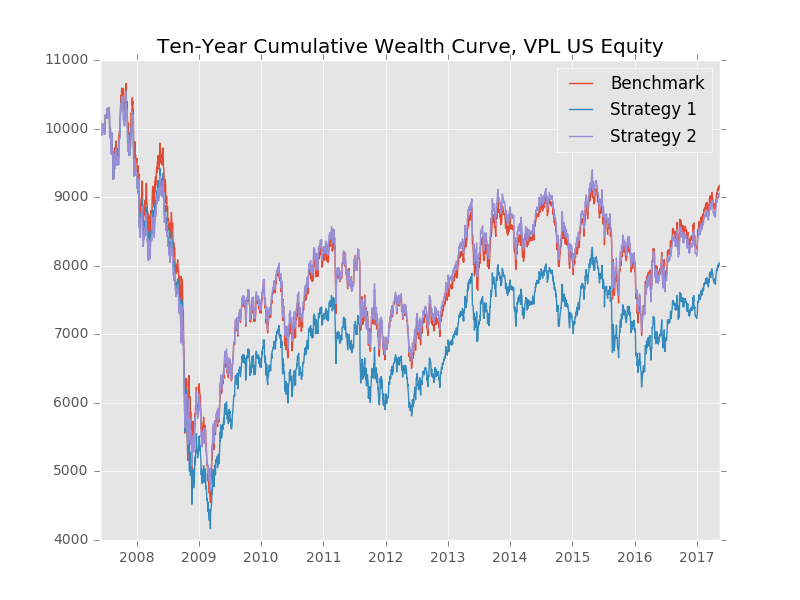 Ten-Year Cumulative Wealth Curve, VPL US Equity
11000
10000
9000
8000
7000
6000
5000
4000
Benchmark
Strategy 1
Strategy 2
2008 2009 2010 2011 2012 2013 2014 2015 2016 2017